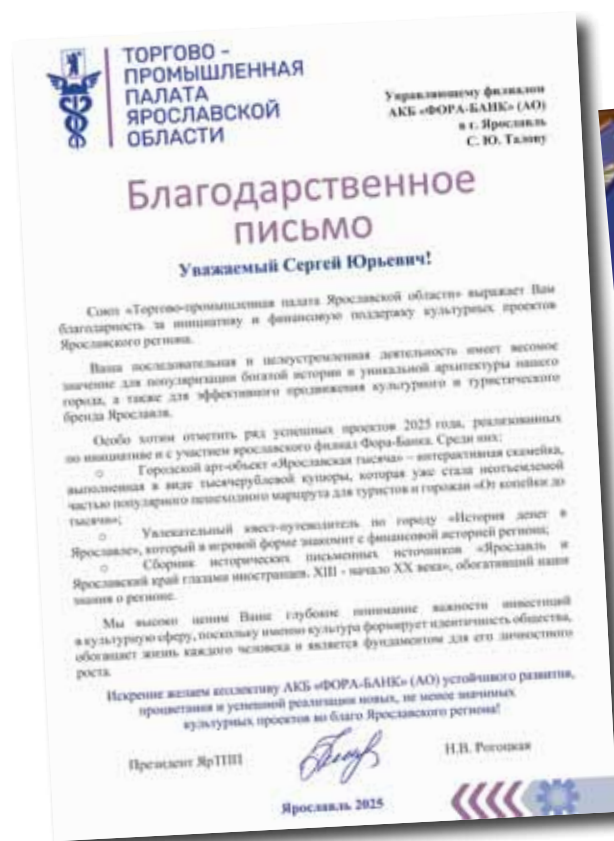 ТОРГОВО -
ПРОМЫШЛЕННАЯ
ПАЛАТА
ЯРОСЛАВСКОЙ
ОБЛАСТИ
Управляющему филиалом
АКБ «ФОРА-БАНК» (АО)
в г. Ярославль
С. Ю. Талову
Благодарственное
письмо
Уважаемый Сергей Юрьевич!
Союз «Торгово-промышленная палата Ярославской области» выражает Вам
благодарность за инициативу и финансовую поддержку культурных проектов
Ярославского региона.
Ваша последовательная и целеустремленная деятельность имеет весомое
значение для популяризации богатой истории и уникальной архитектуры нашего
города, а также для эффективного продвижения культурного и туристического
бренда Ярославля.
Особо хотим отметить ряд успешных проектов 2025 года, реализованных
по инициативе и с участием ярославского филиал Фора-Банка. Среди них:
○ Городской арт-объект «Ярославская тысяча» – интерактивная скамейка,
выполненная в виде тысячерублевой купюры, которая уже стала неотъемлемой
частью популярного пешеходного маршрута для туристов и горожан «От копейки до
тысячи»;
○ Увлекательный квест-путеводитель по городу «История денег в
Ярославле», который в игровой форме знакомит с финансовой историей региона;
○ Сборник исторических письменных источников «Ярославль и
Ярославский край глазами иностранцев. XIII - начало XX века», обогативший наши
знания о регионе.
Мы высоко ценим Ваше глубокое понимание важности инвестиций
в культурную сферу, поскольку именно культура формирует идентичность общества,
обогащает жизнь каждого человека и является фундаментом для его личностного
роста.
Искренне желаем коллективу АКБ «ФОРА-БАНК» (АО) устойчивого развития,
процветания и успешной реализации новых, не менее значимых
культурных проектов во благо Ярославского региона!
Президент ЯрТПП
Н.В. Рогоцкая
Ярославль 2025